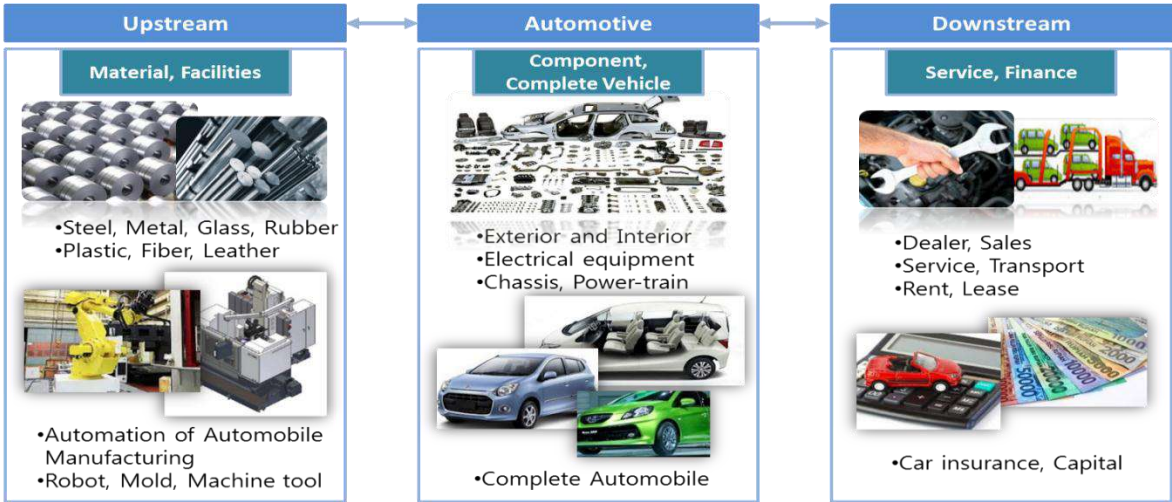 Upstream
Automotive
Downstream
Material, Facilities
•Steel, Metal, Glass, Rubber
•Plastic, Fiber, Leather
•Automation of Automobile
Manufacturing
•Robot, Mold, Machine tool
Component,
Complete Vehicle
•Exterior and Interior
•Electrical equipment
•Chassis, Power-train
•Complete Automobile
Service, Finance
•Dealer, Sales
•Service, Transport
•Rent, Lease
10000
•Car insurance, Capital